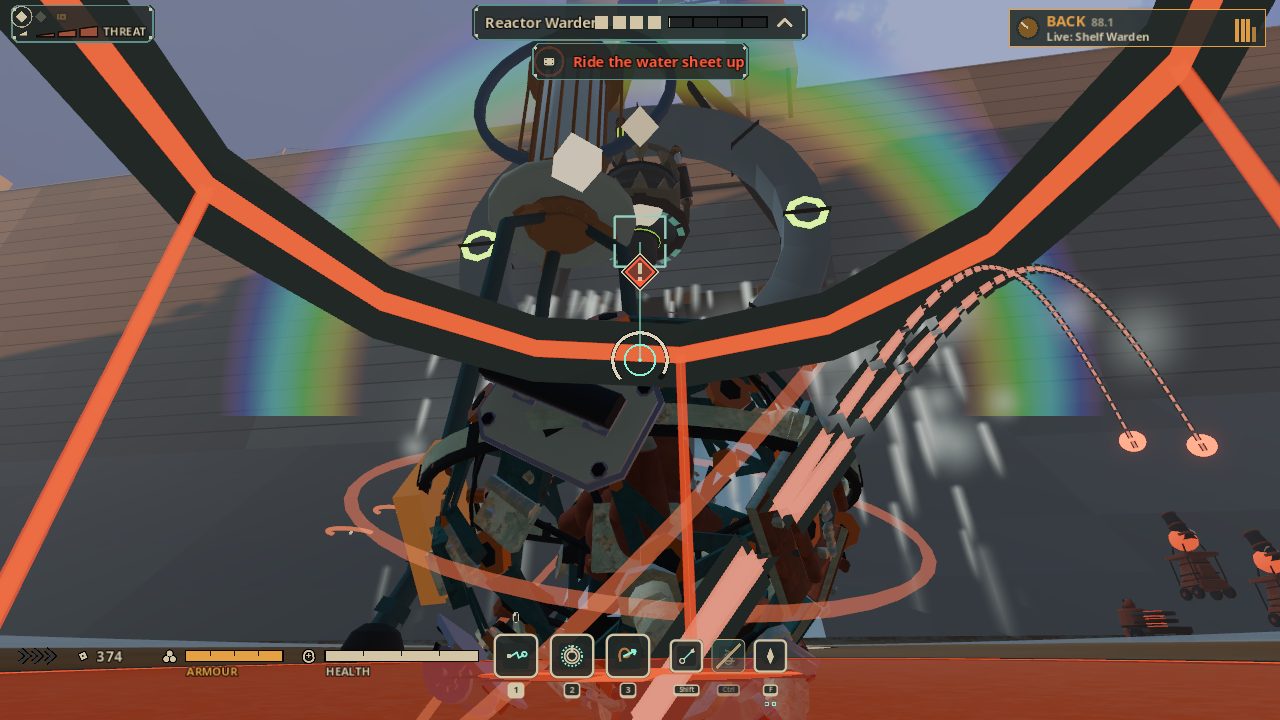 THREAT
Reactor Warden
Ride the water sheet up
BACK 88.1
Live: Shelf Warden
374
ARMOUR
HEALTH
1
2
3
Shift
Ctrl
F